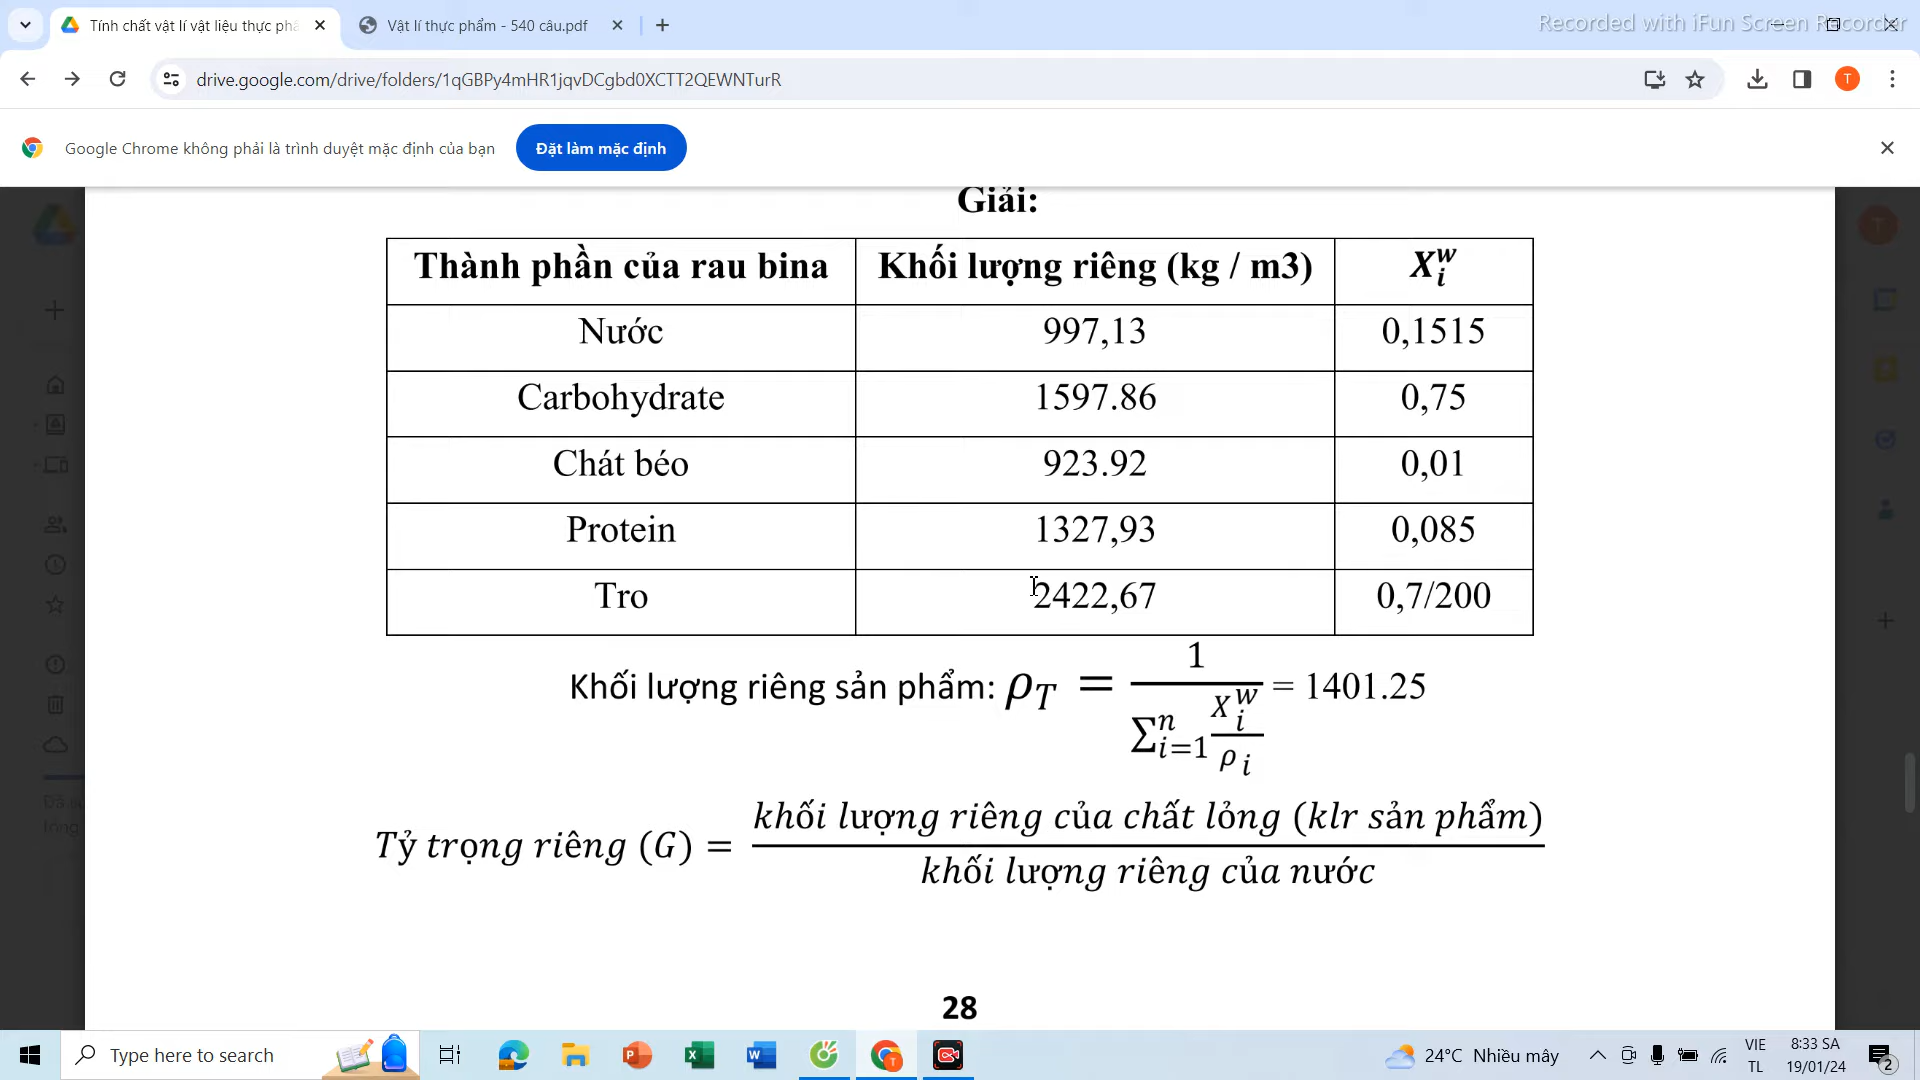 Tính chất vật lí vật liệu thực phẩ
Vật lí thực phẩm - 540 câu.pdf
Recorded with iFun Screen Recorder
drive.google.com/drive/folders/1qGBPy4mHR1jqvDCgbd0XCTT2QEWNTurR
T
Google Chrome không phải là trình duyệt mặc định của bạn
Đặt làm mặc định
Giải:
Thành phần của rau bina Khối lượng riêng (kg / m3) X_i^w
Nước 997,13 0,1515
Carbohydrate 1597.86 0,75
Chát béo 923.92 0,01
Protein 1327,93 0,085
Tro 2422,67 0,7/200
Khối lượng riêng sản phẩm: ρ_T = 1 / (∑_{i=1}^n X_i^w / ρ_i) = 1401.25
Tỷ trọng riêng (G) = khối lượng riêng của chất lỏng (klr sản phẩm) / khối lượng riêng của nước
28
Type here to search
24°C Nhiều mây
VIE
TL
8:33 SA
19/01/24
2